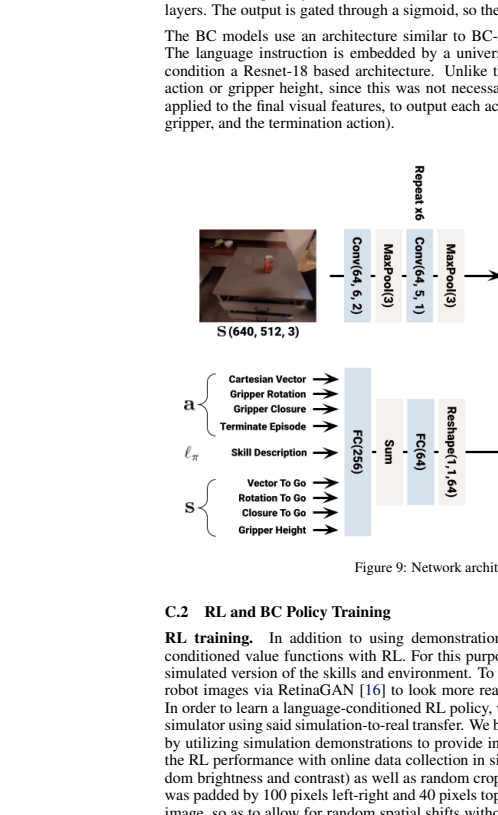 layers. The output is gated through a sigmoid, so the
The BC models use an architecture similar to BC-
The language instruction is embedded by a univers
condition a Resnet-18 based architecture. Unlike t
action or gripper height, since this was not necessa
applied to the final visual features, to output each ac
gripper, and the termination action).
Repeat x6
Conv(64, 6, 2)
MaxPool(3)
Conv(64, 5, 1)
MaxPool(3)
S (640, 512, 3)
a
Cartesian Vector
Gripper Rotation
Gripper Closure
Terminate Episode
ℓπ
Skill Description
s
Vector To Go
Rotation To Go
Closure To Go
Gripper Height
FC(256)
Sum
FC(64)
Reshape(1,1,64)
Figure 9: Network archit
C.2 RL and BC Policy Training
RL training. In addition to using demonstration
conditioned value functions with RL. For this purpo
simulated version of the skills and environment. To
robot images via RetinaGAN [16] to look more rea
In order to learn a language-conditioned RL policy, w
simulator using said simulation-to-real transfer. We b
by utilizing simulation demonstrations to provide in
the RL performance with online data collection in si
dom brightness and contrast) as well as random crop
was padded by 100 pixels left-right and 40 pixels top
image, so as to allow for random spatial shifts witho